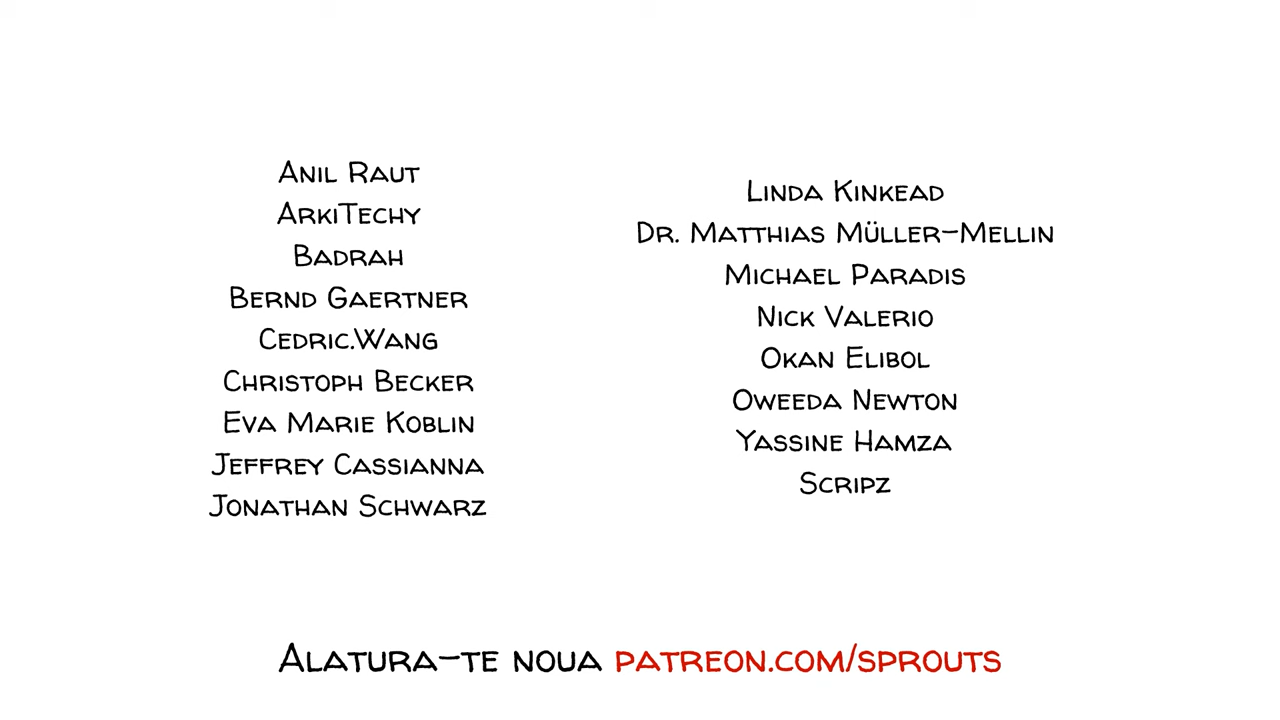 Anil Raut
ArkiTechy
Badrah
Bernd Gaertner
Cedric.Wang
Christoph Becker
Eva Marie Koblin
Jeffrey Cassianna
Jonathan Schwarz
Linda Kinkead
Dr. Matthias Müller-Mellin
Michael Paradis
Nick Valerio
Okan Elibol
Oweeda Newton
Yassine Hamza
Scripz
Alatura-te noua patreon.com/sprouts